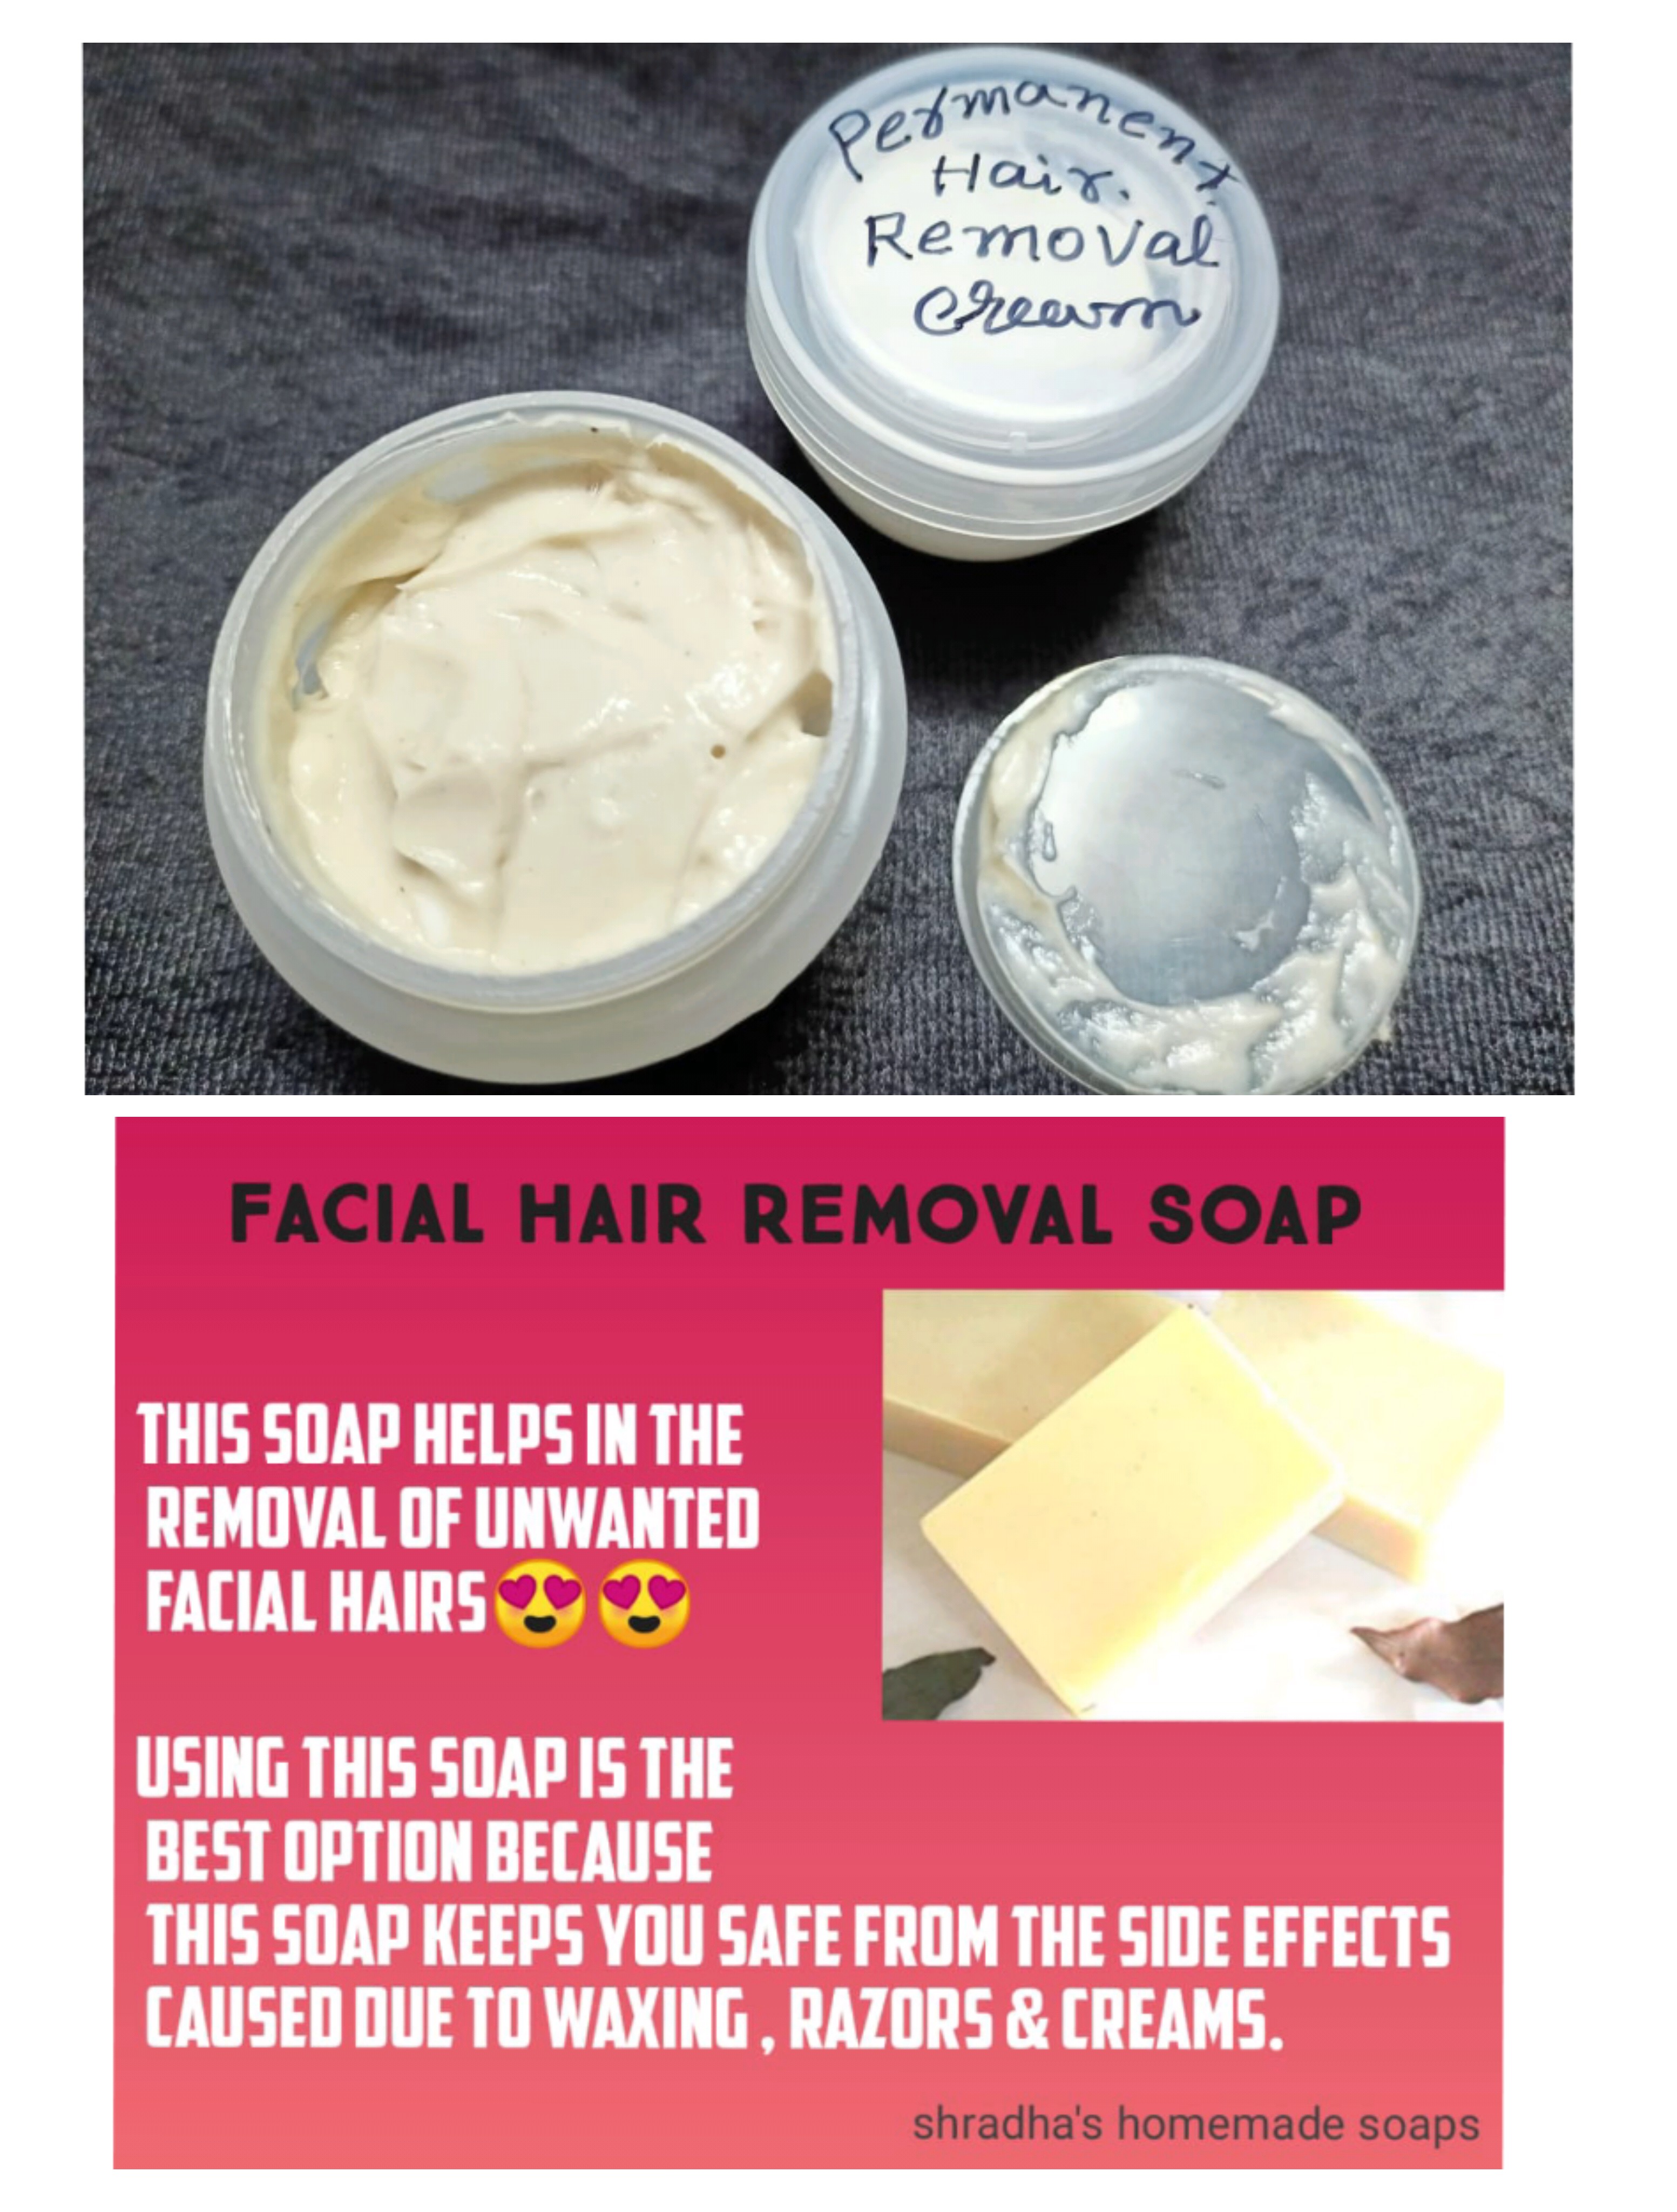 Permanent
Hair.
Removal
cream
FACIAL HAIR REMOVAL SOAP
THIS SOAP HELPS IN THE
REMOVAL OF UNWANTED
FACIAL HAIRS😍😍
USING THIS SOAP IS THE
BEST OPTION BECAUSE
THIS SOAP KEEPS YOU SAFE FROM THE SIDE EFFECTS
CAUSED DUE TO WAXING , RAZORS & CREAMS.
shradha's homemade soaps